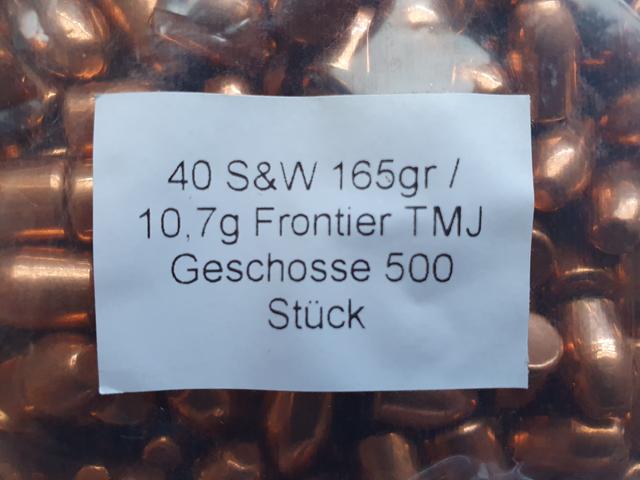 40 S&W 165gr /
10,7g Frontier TMJ
Geschosse 500
Stück